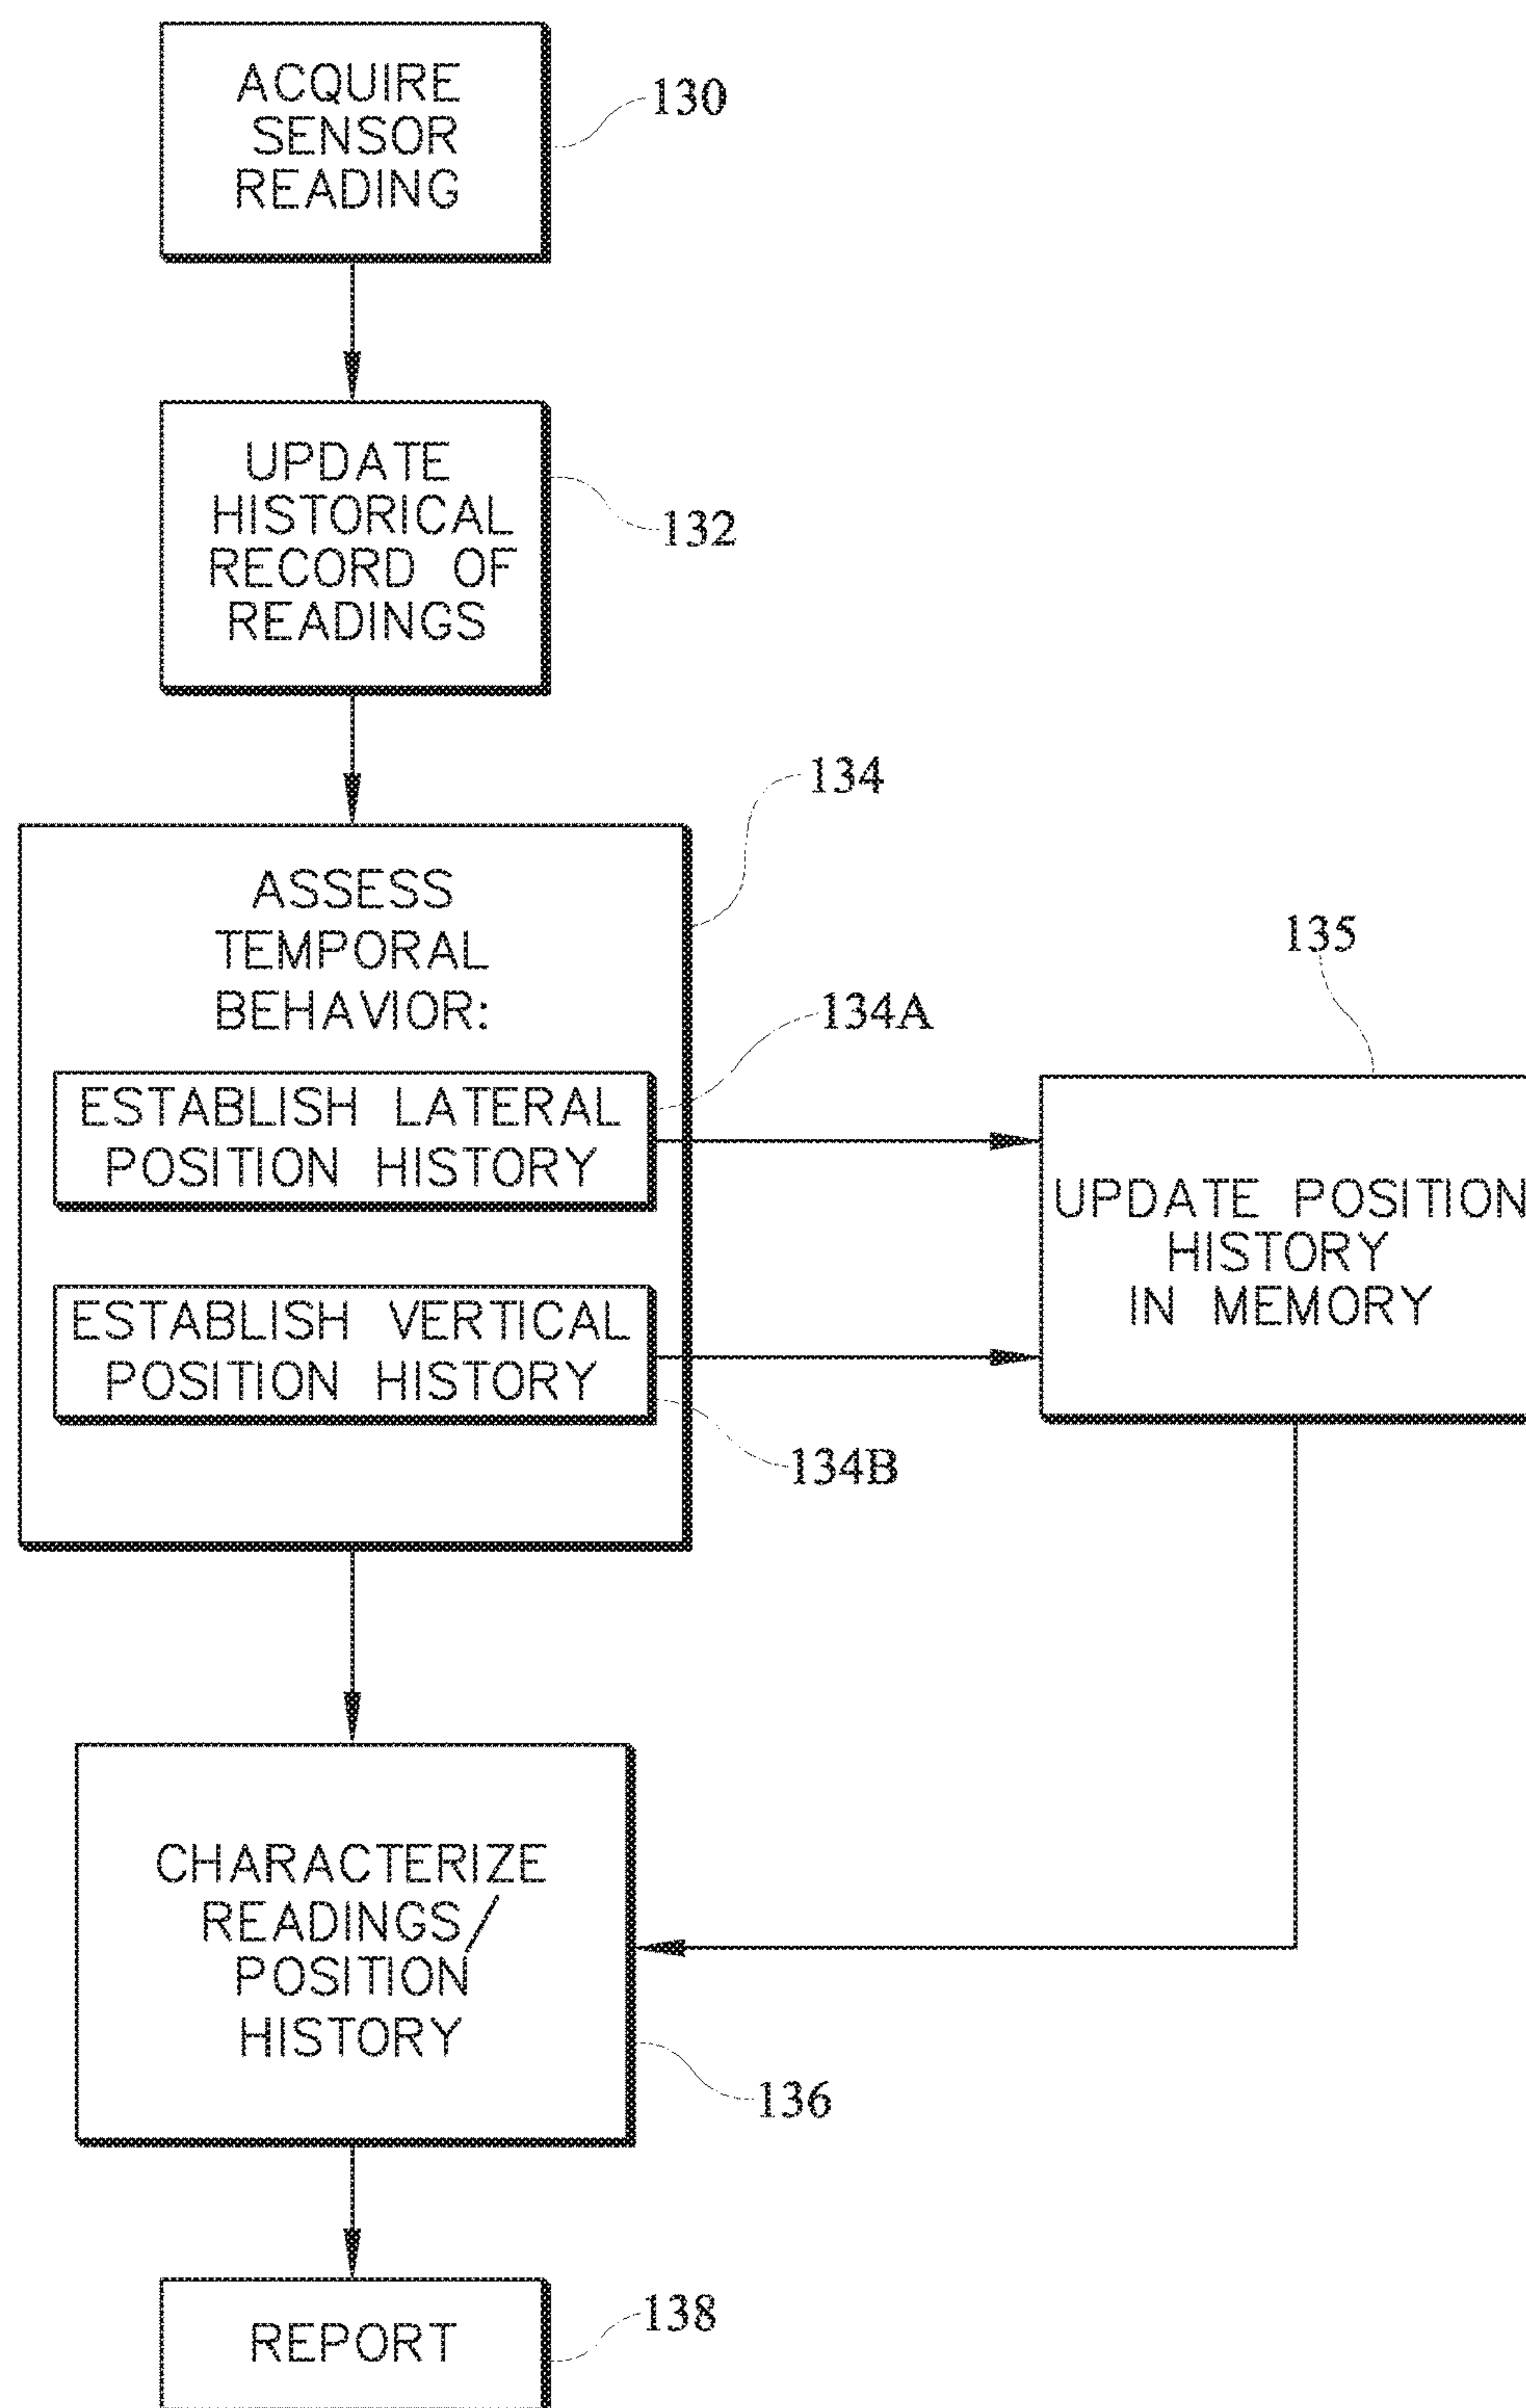 ACQUIRE
SENSOR
READING
130
UPDATE
HISTORICAL
RECORD OF
READINGS
132
134
ASSESS
TEMPORAL
BEHAVIOR:
134A
ESTABLISH LATERAL
POSITION HISTORY
ESTABLISH VERTICAL
POSITION HISTORY
134B
135
UPDATE POSITION
HISTORY
IN MEMORY
CHARACTERIZE
READINGS/
POSITION
HISTORY
136
REPORT
138